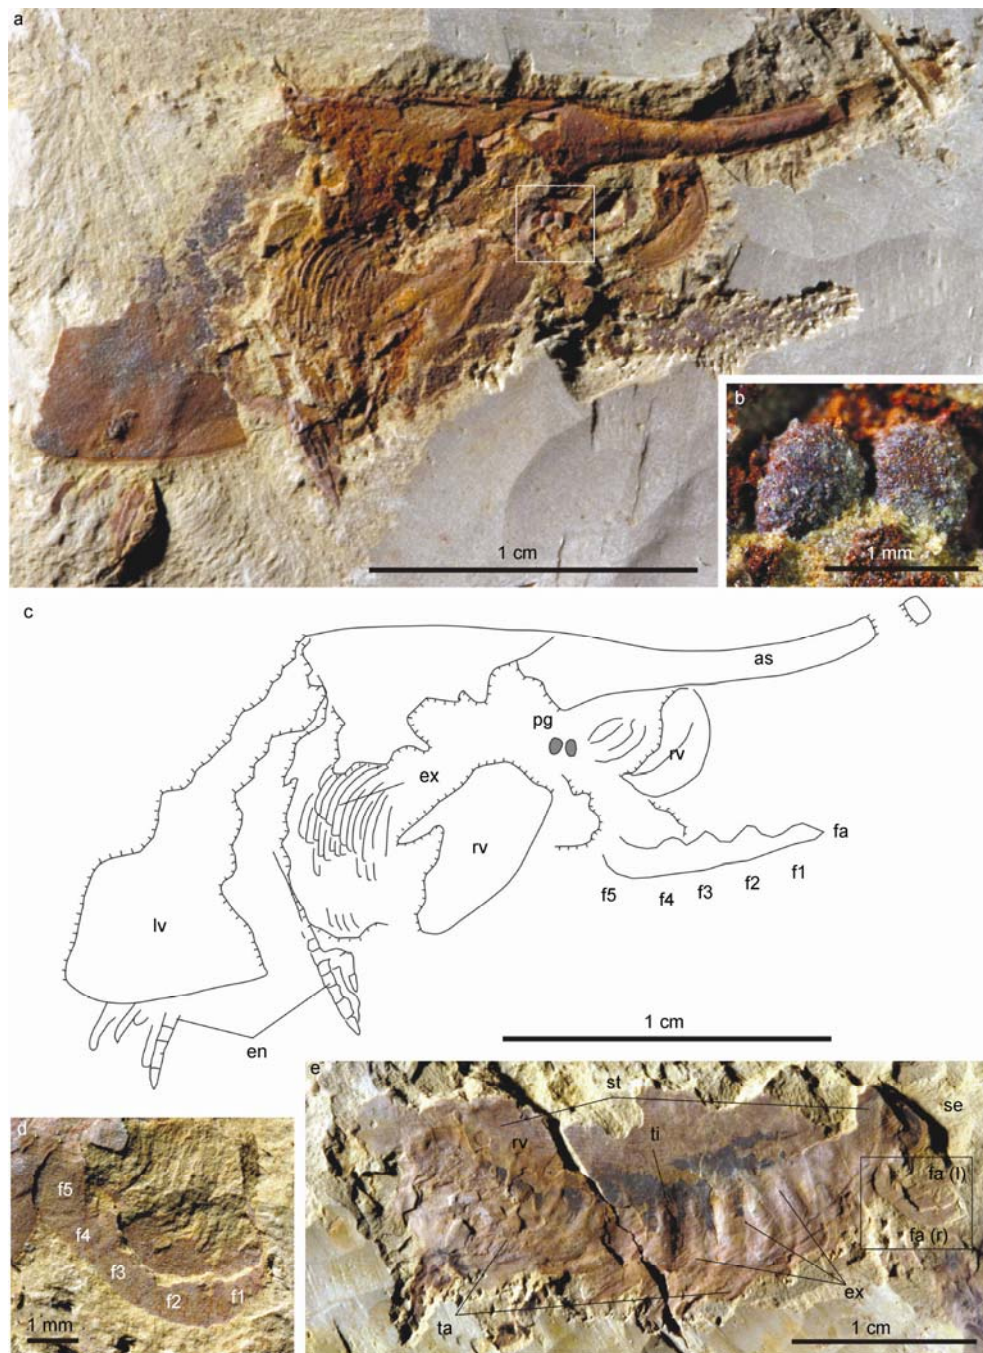 a
1 cm
b
1 mm
c
as
pg
rv
ex
rv
fa
f5 f4 f3 f2 f1
lv
en
1 cm
d
f5
f4
f3
f2
f1
1 mm
e
st
se
rv
ti
fa (l)
fa (r)
ex
ta
1 cm